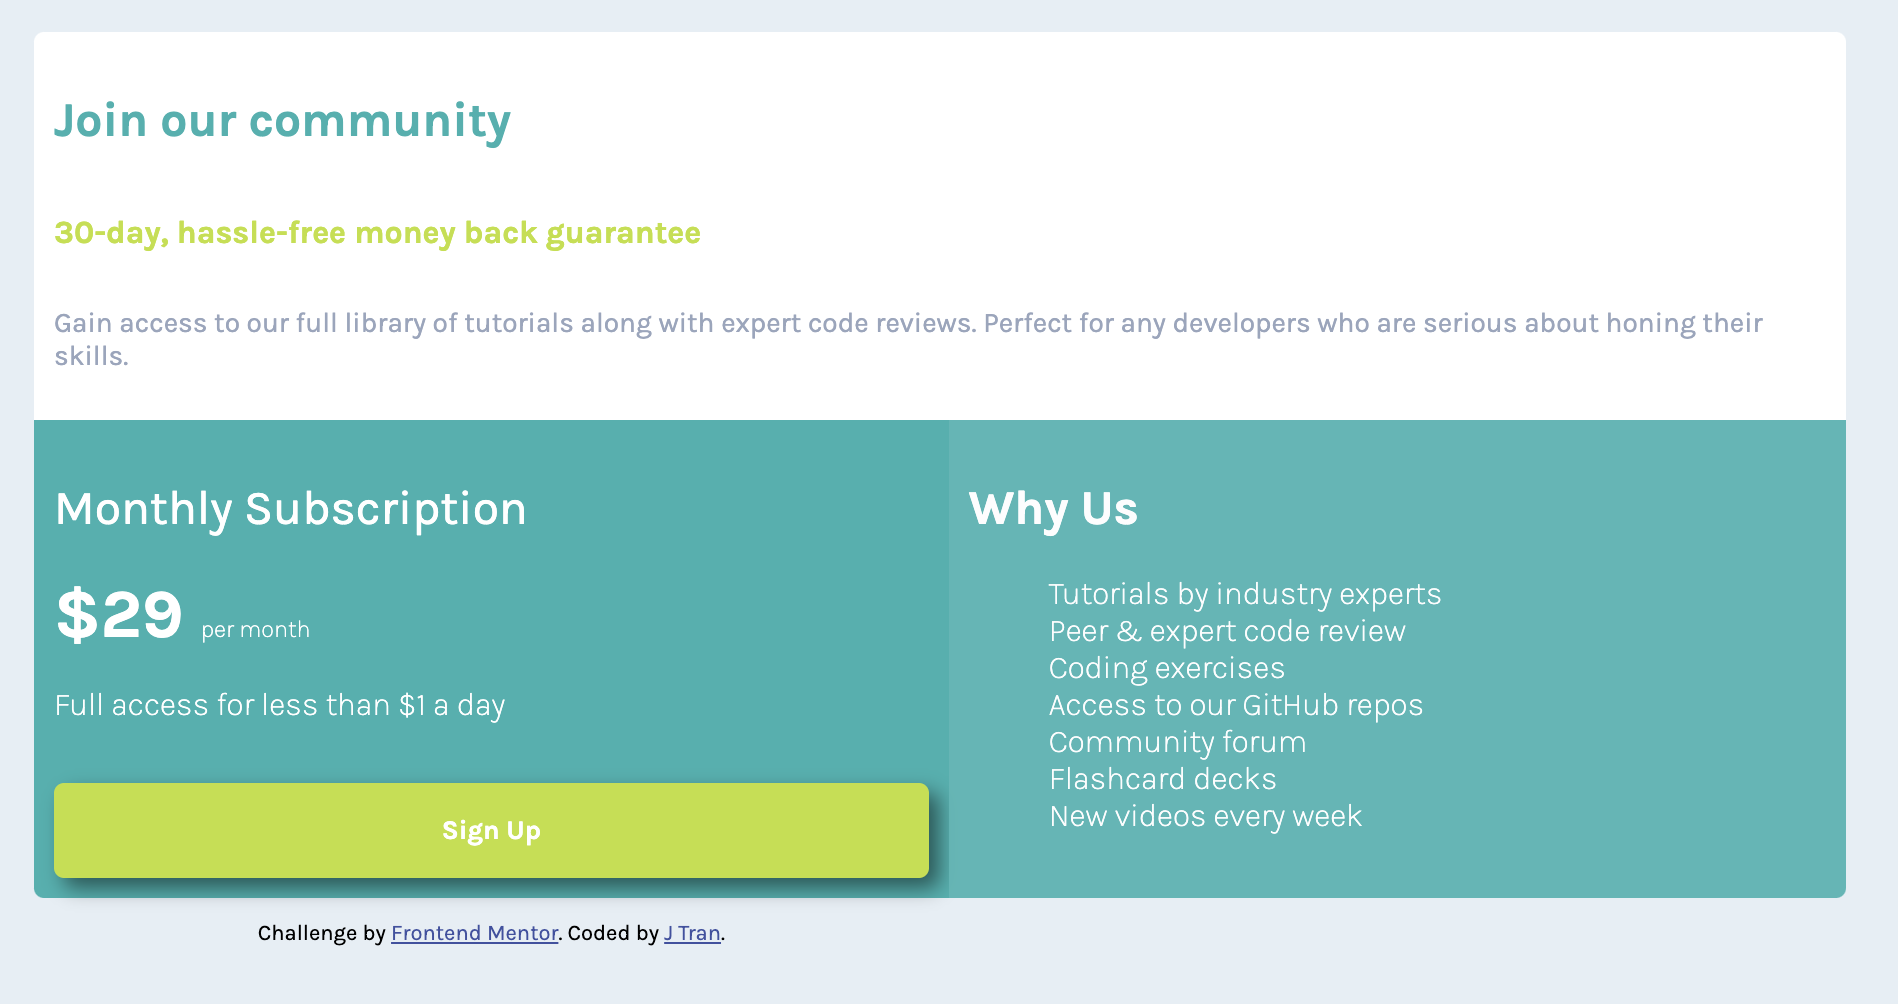 Join our community
30-day, hassle-free money back guarantee
Gain access to our full library of tutorials along with expert code reviews. Perfect for any developers who are serious about honing their
skills.
Monthly Subscription
$29 per month
Full access for less than $1 a day
Sign Up
Why Us
Tutorials by industry experts
Peer & expert code review
Coding exercises
Access to our GitHub repos
Community forum
Flashcard decks
New videos every week
Challenge by Frontend Mentor. Coded by J Tran.